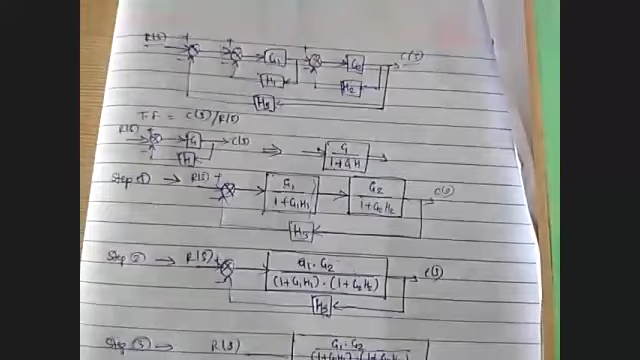 R(s) + + G1 + G2 C(s)
H1 H2
H3
T.F = C(s)/R(s)
R(s) + G C(s) ⇒ G/(1+GH)
H
Step ① → R(s) + G1/(1+G1H1) G2/(1+G2H2) C(s)
H3
Step ② → R(s) + G1·G2/((1+G1H1)·(1+G2H2)) C(s)
H3
Step ③ → R(s) G1·G2